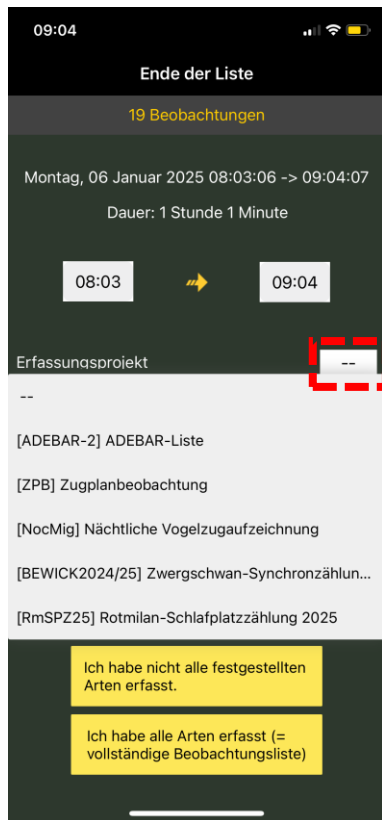 09:04
Ende der Liste
19 Beobachtungen
Montag, 06 Januar 2025 08:03:06 -> 09:04:07
Dauer: 1 Stunde 1 Minute
08:03
09:04
Erfassungsprojekt --
--
[ADEBAR-2] ADEBAR-Liste
[ZPB] Zugplanbeobachtung
[NocMig] Nächtliche Vogelzugaufzeichnung
[BEWICK2024/25] Zwergschwan-Synchronzählun...
[RmSPZ25] Rotmilan-Schlafplatzzählung 2025
Ich habe nicht alle festgestellten
Arten erfasst.
Ich habe alle Arten erfasst (=
vollständige Beobachtungsliste)